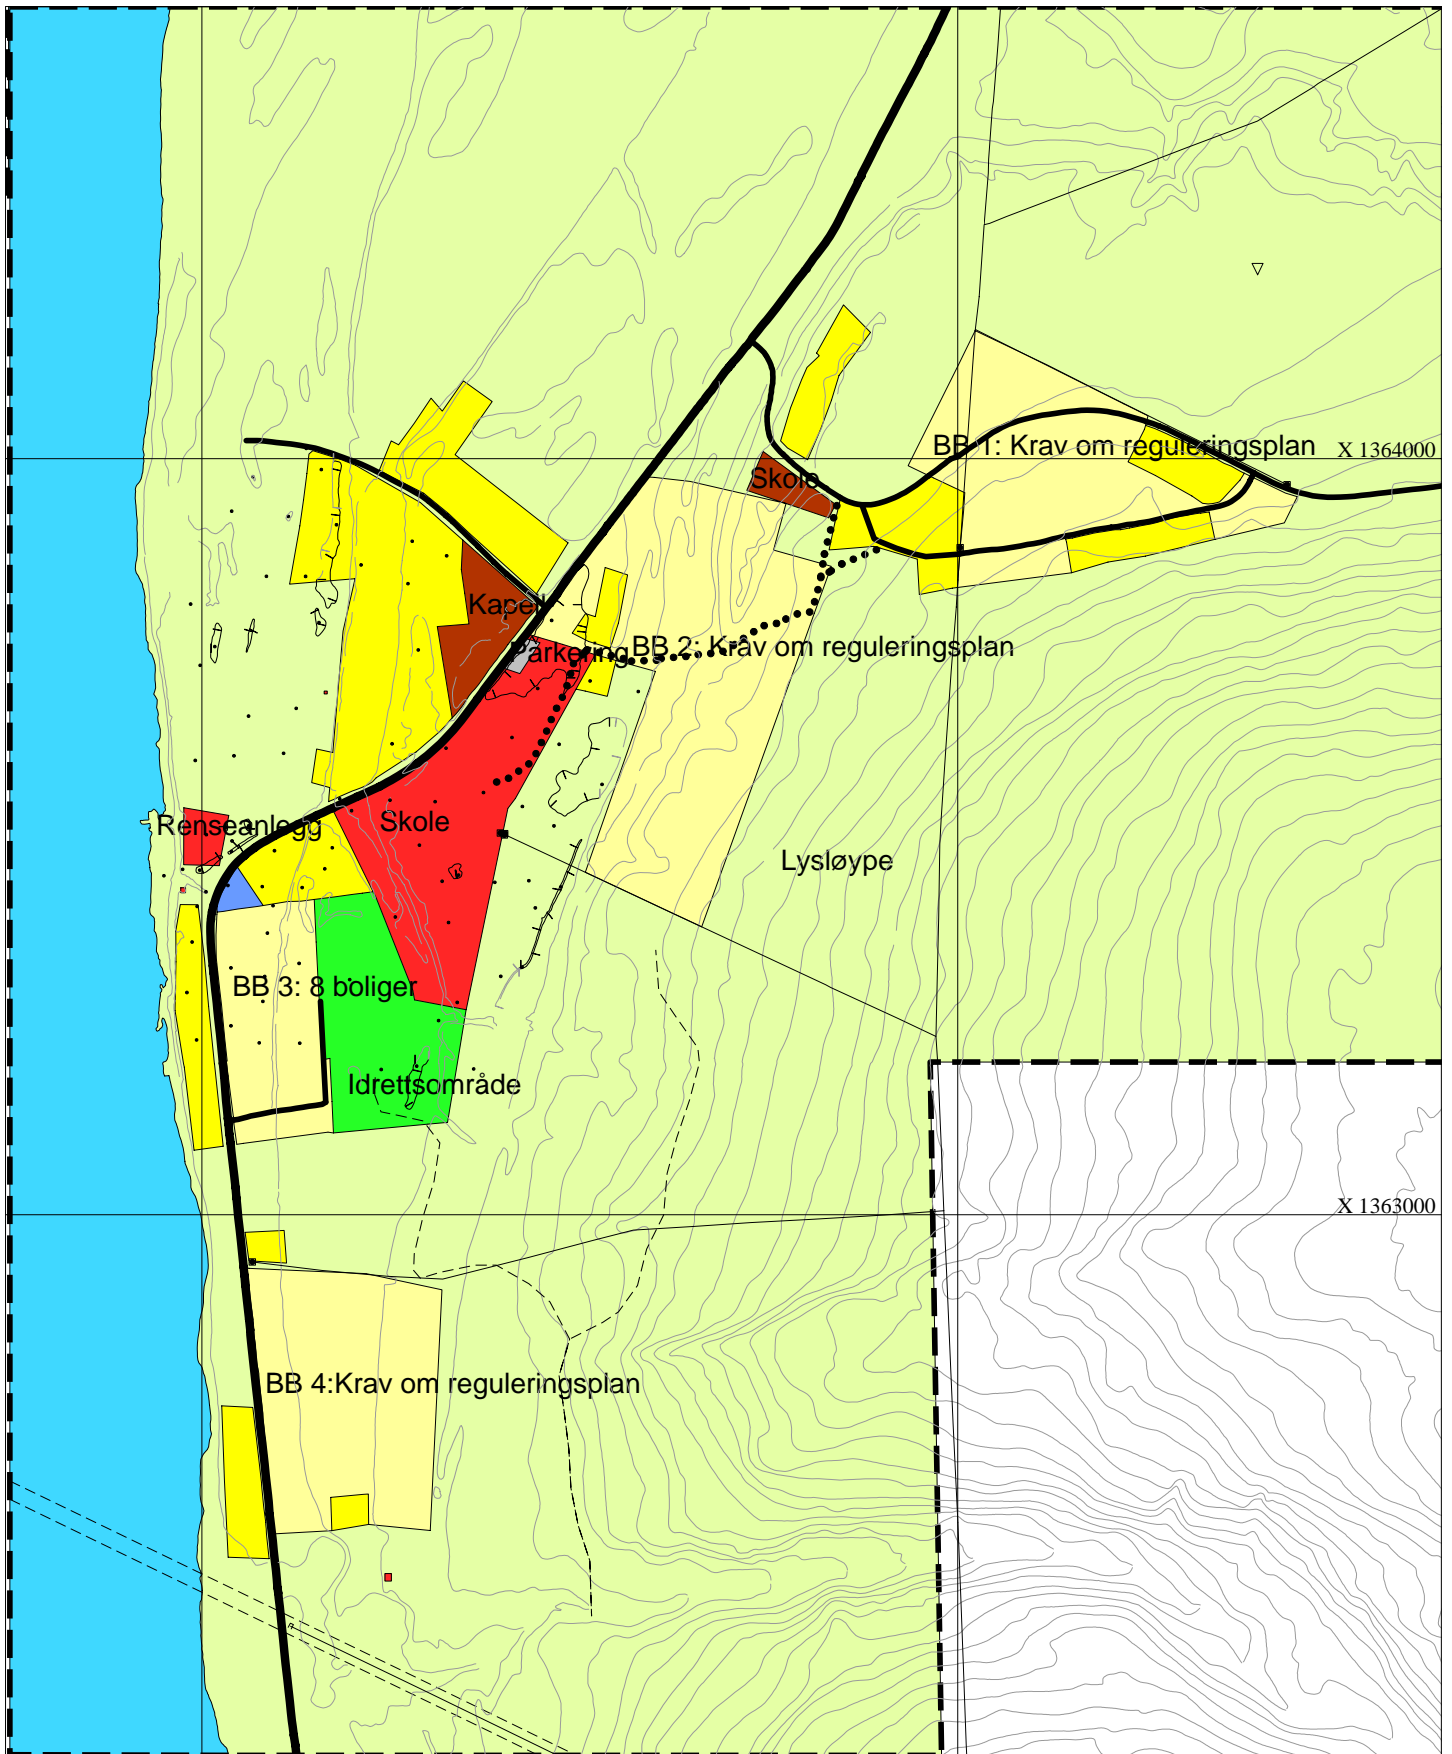 BB 1: Krav om reguleringsplan
X 1364000
Skole
Kapell
Parkering
BB 2: Krav om reguleringsplan
Renseanlegg
Skole
Lysløype
BB 3: 8 boliger
Idrettsområde
X 1363000
BB 4:Krav om reguleringsplan